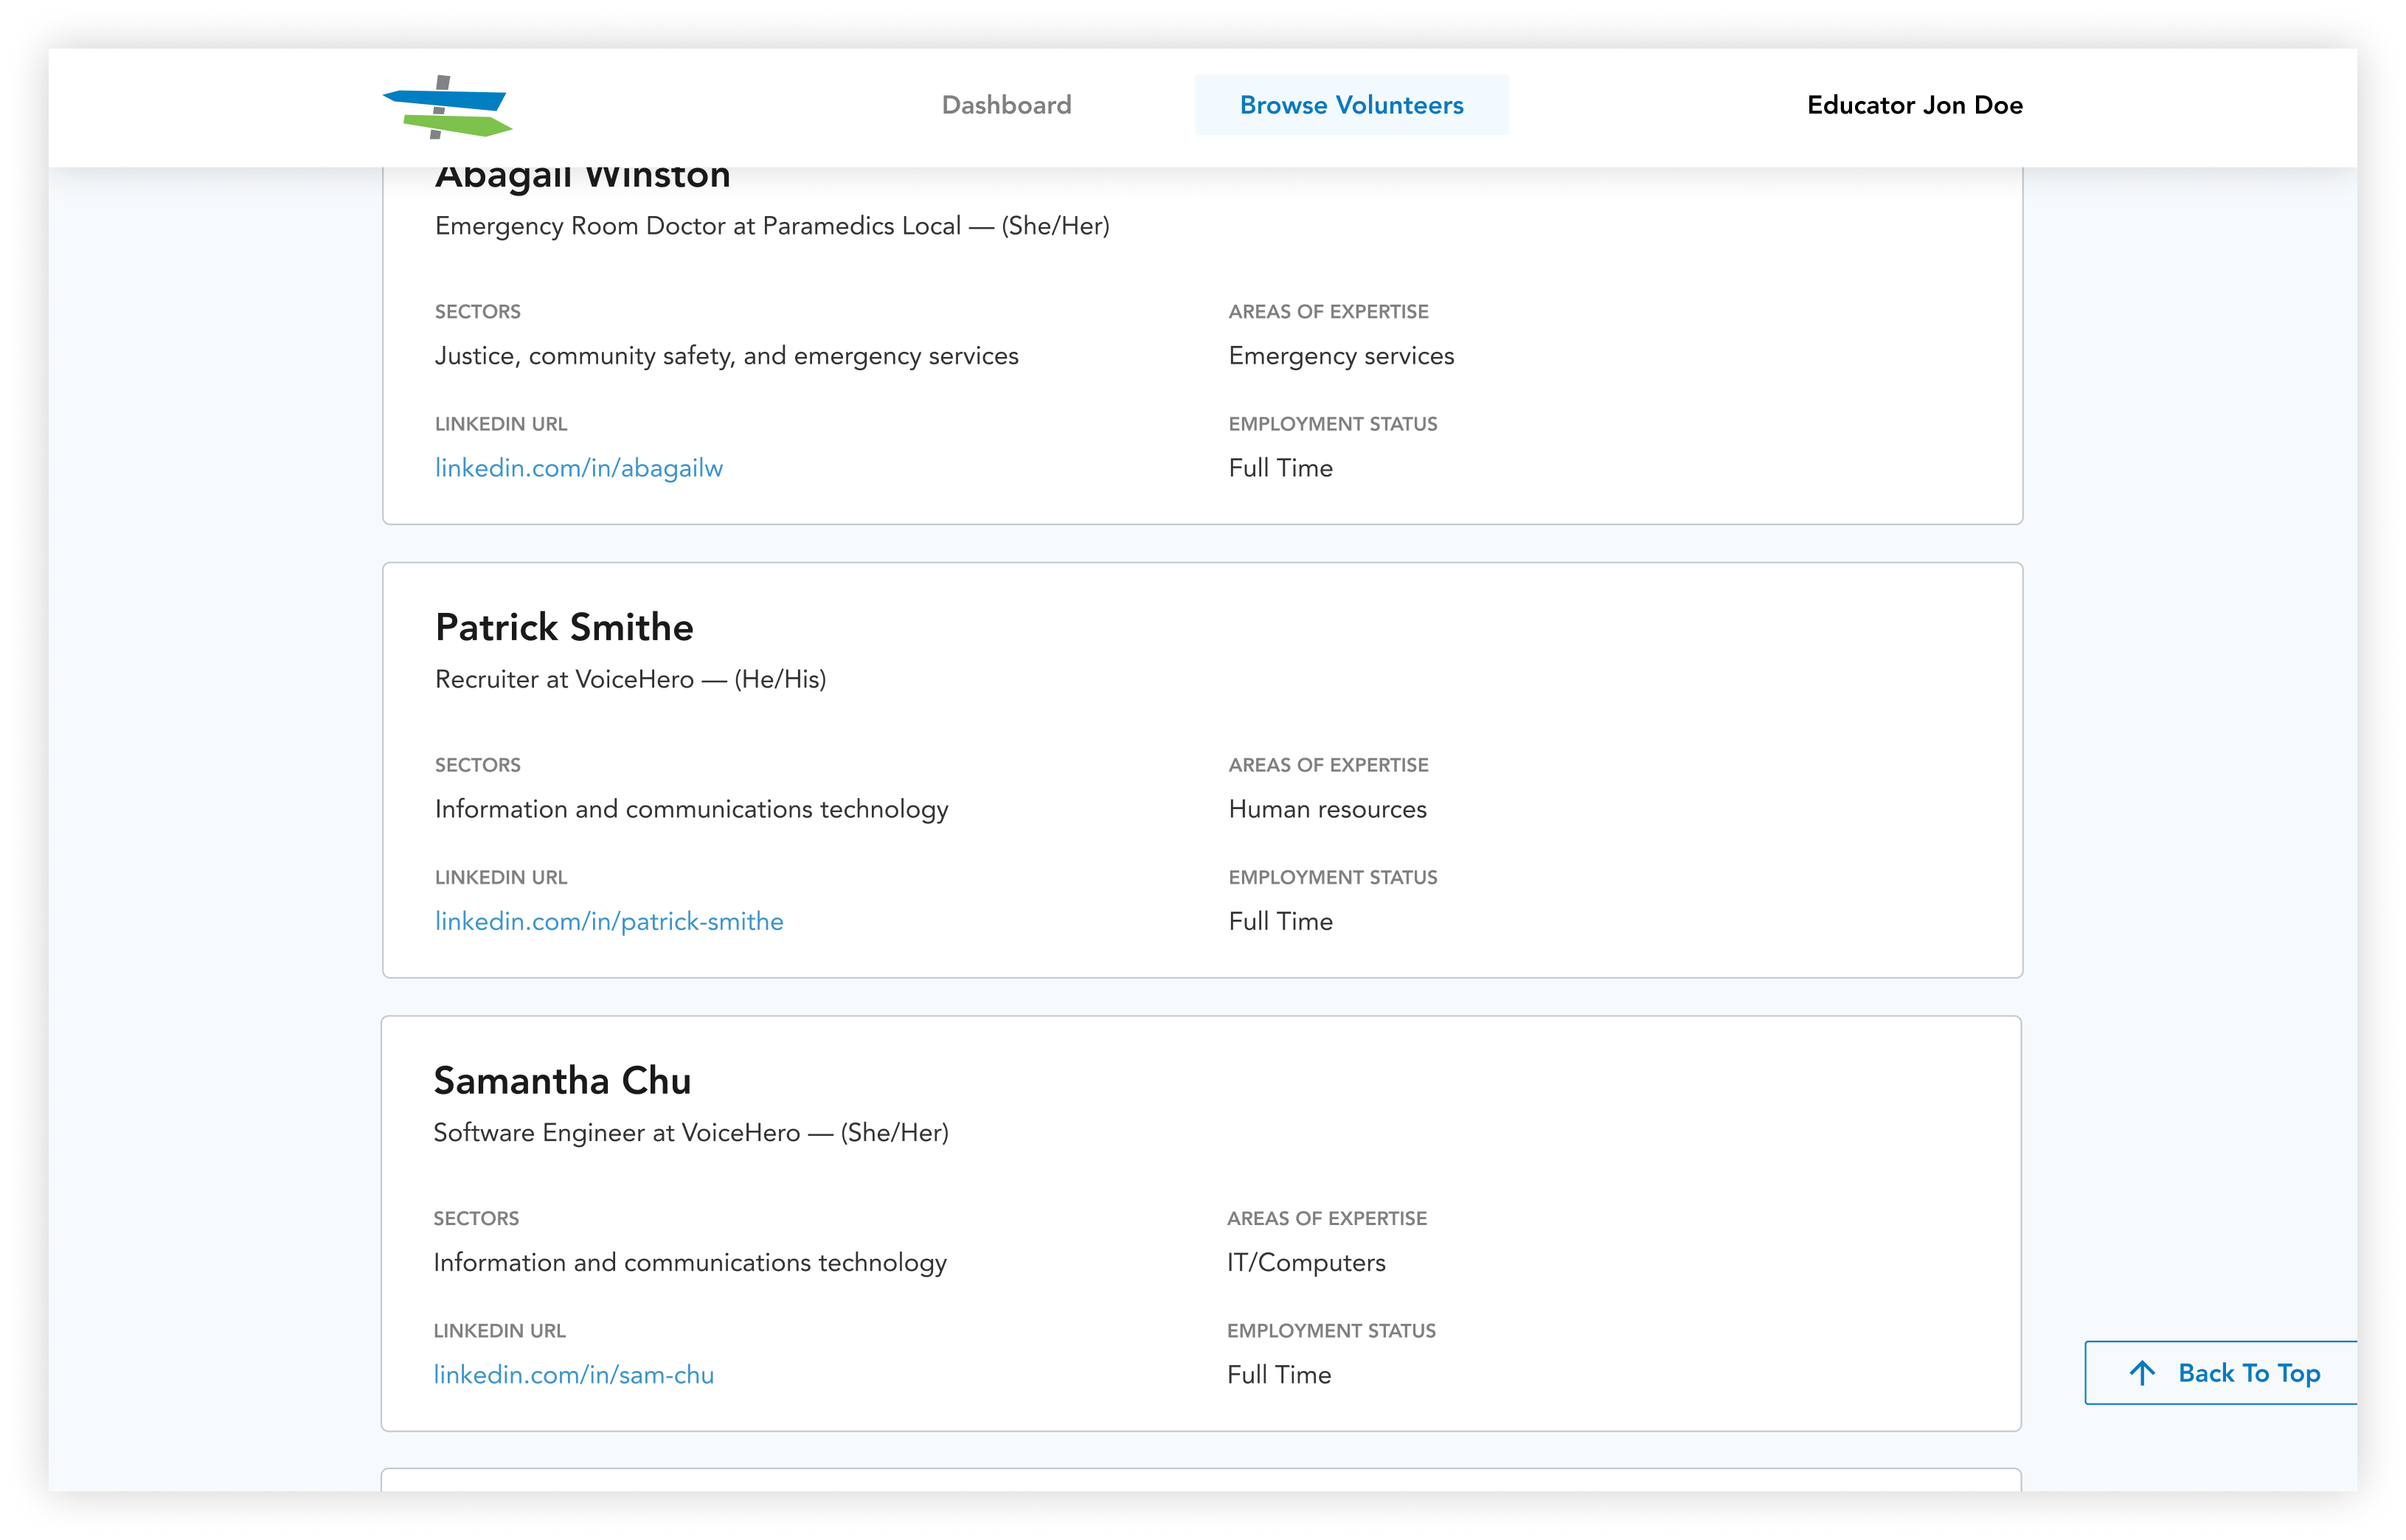 Dashboard
Browse Volunteers
Educator Jon Doe
Abagail Winston
Emergency Room Doctor at Paramedics Local — (She/Her)
SECTORS
AREAS OF EXPERTISE
Justice, community safety, and emergency services
Emergency services
LINKEDIN URL
EMPLOYMENT STATUS
linkedin.com/in/abagailw
Full Time
Patrick Smithe
Recruiter at VoiceHero — (He/His)
SECTORS
AREAS OF EXPERTISE
Information and communications technology
Human resources
LINKEDIN URL
EMPLOYMENT STATUS
linkedin.com/in/patrick-smithe
Full Time
Samantha Chu
Software Engineer at VoiceHero — (She/Her)
SECTORS
AREAS OF EXPERTISE
Information and communications technology
IT/Computers
LINKEDIN URL
EMPLOYMENT STATUS
linkedin.com/in/sam-chu
Full Time
Back To Top